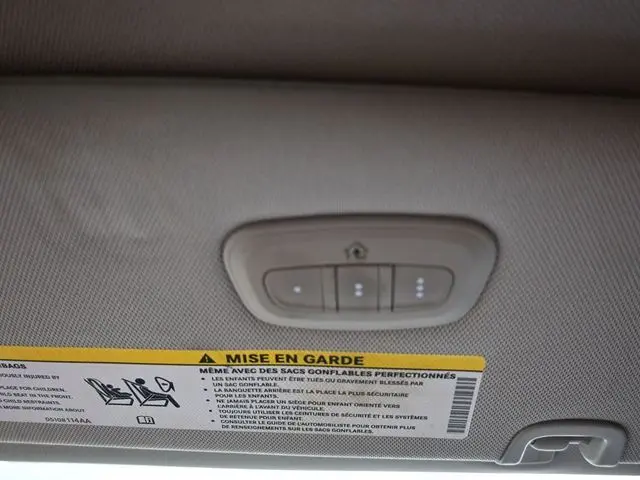 BAGS
OUSLY INJURED BY
PLACE FOR CHILDREN.
LD SEAT IN THE FRONT.
CHILD RESTRAINTS.
MORE INFORMATION ABOUT
05108114AA
MISE EN GARDE
MÊME AVEC DES SACS GONFLABLES PERFECTIONNÉS
• LES ENFANTS PEUVENT ÊTRE TUÉS OU GRAVEMENT BLESSÉS PAR
UN SAC GONFLABLE.
• LA BANQUETTE ARRIÈRE EST LA PLACE LA PLUS SÉCURITAIRE
POUR LES ENFANTS.
• NE JAMAIS PLACER UN SIÈGE POUR ENFANT ORIENTÉ VERS
L'ARRIÈRE À L'AVANT DU VÉHICULE.
• TOUJOURS UTILISER LES CEINTURES DE SÉCURITÉ ET LES SYSTÈMES
DE RETENUE POUR ENFANT.
• CONSULTER LE GUIDE DE L'AUTOMOBILISTE POUR OBTENIR PLUS
DE RENSEIGNEMENTS SUR LES SACS GONFLABLES.